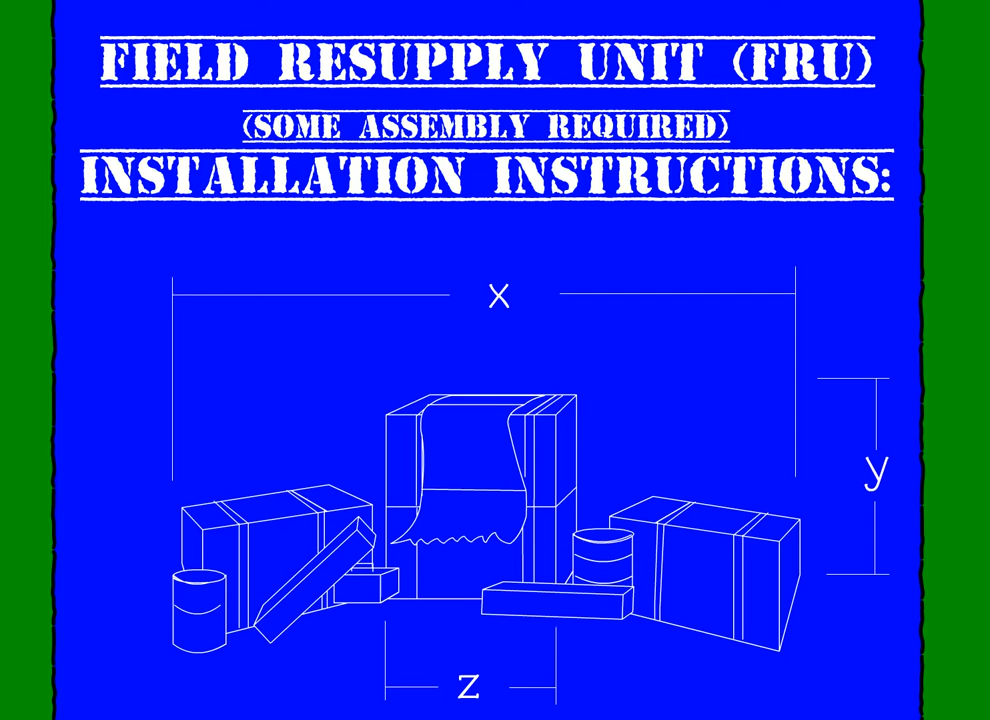 FIELD RESUPPLY UNIT (FRU)
(SOME ASSEMBLY REQUIRED)
INSTALLATION INSTRUCTIONS:
x
y
z